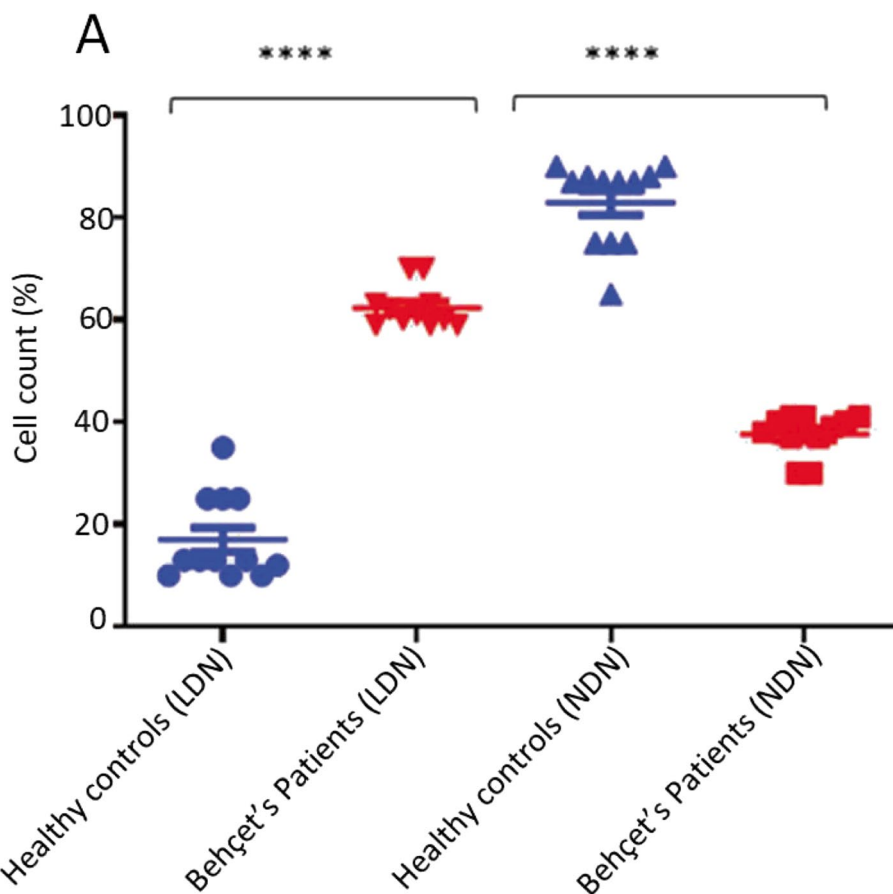 A
**** ****
100
80
60
40
20
0
Cell count (%)
Healthy controls (LDN)
Behçet’s Patients (LDN)
Healthy controls (NDN)
Behçet’s Patients (NDN)